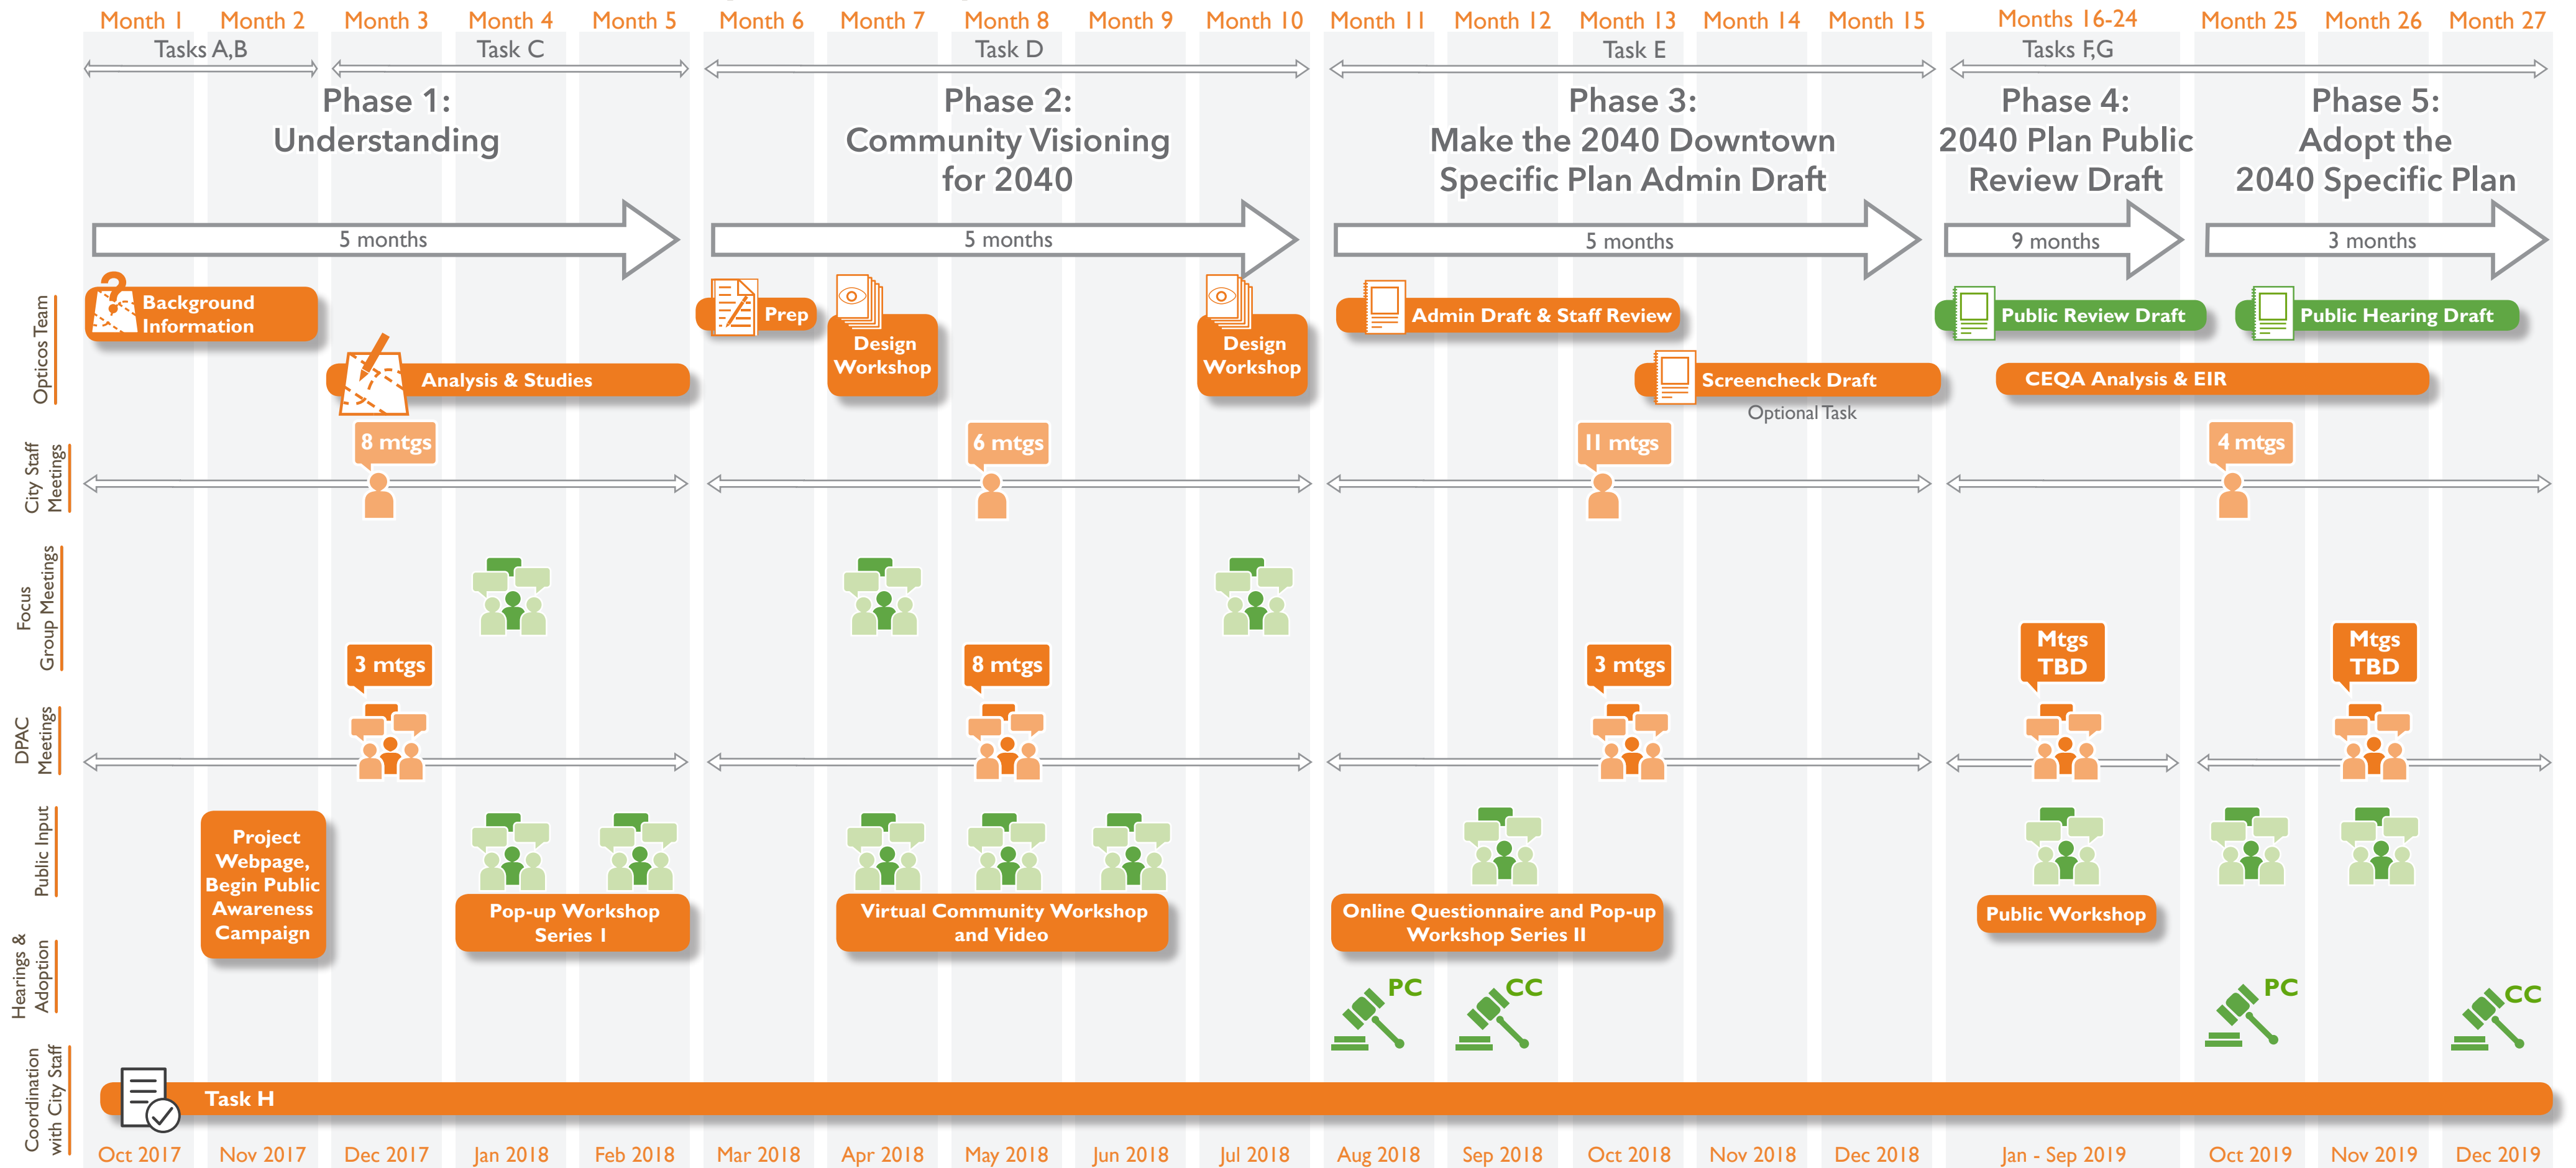 Month 1
Month 2
Month 3
Month 4
Month 5
Month 6
Month 7
Month 8
Month 9
Month 10
Month 11
Month 12
Month 13
Month 14
Month 15
Months 16-24
Month 25
Month 26
Month 27
Tasks A,B
Task C
Task D
Task E
Tasks F,G
Phase 1:
Understanding
Phase 2:
Community Visioning
for 2040
Phase 3:
Make the 2040 Downtown
Specific Plan Admin Draft
Phase 4:
2040 Plan Public
Review Draft
Phase 5:
Adopt the
2040 Specific Plan
5 months
5 months
5 months
9 months
3 months
Opticos Team
Background
Information
Analysis & Studies
Prep
Design
Workshop
Design
Workshop
Admin Draft & Staff Review
Screencheck Draft
Optional Task
Public Review Draft
Public Hearing Draft
CEQA Analysis & EIR
City Staff
Meetings
8 mtgs
6 mtgs
11 mtgs
4 mtgs
Focus
Group Meetings
DPAC
Meetings
3 mtgs
8 mtgs
3 mtgs
Mtgs
TBD
Mtgs
TBD
Public Input
Project
Webpage,
Begin Public
Awareness
Campaign
Pop-up Workshop
Series 1
Virtual Community Workshop
and Video
Online Questionnaire and Pop-up
Workshop Series II
Public Workshop
Hearings &
Adoption
PC
CC
PC
CC
Coordination
with City Staff
Task H
Oct 2017
Nov 2017
Dec 2017
Jan 2018
Feb 2018
Mar 2018
Apr 2018
May 2018
Jun 2018
Jul 2018
Aug 2018
Sep 2018
Oct 2018
Nov 2018
Dec 2018
Jan - Sep 2019
Oct 2019
Nov 2019
Dec 2019